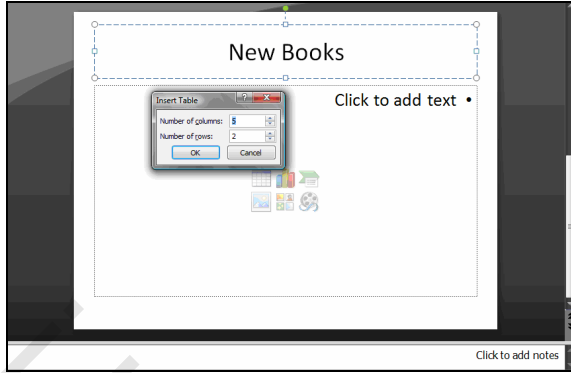 New Books
Insert Table
Number of columns: 5
Number of rows: 2
OK Cancel
Click to add text •
Click to add notes